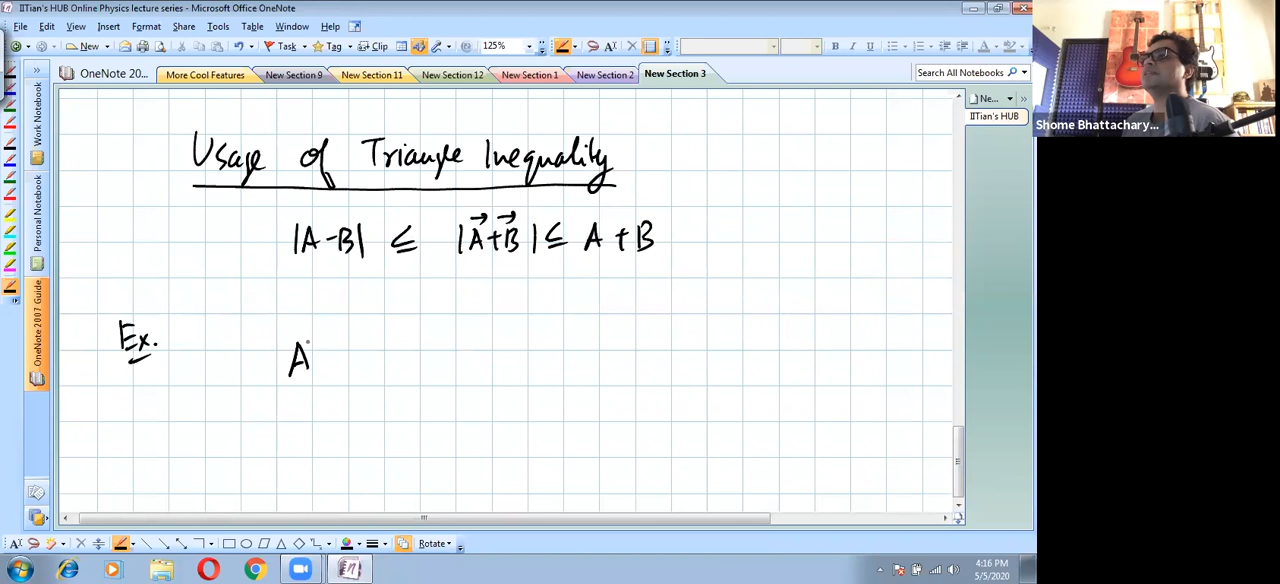 IITian's HUB Online Physics lecture series - Microsoft Office OneNote
File Edit View Insert Format Share Tools Table Window Help
New Task Tag Clip 125%
OneNote 20... More Cool Features New Section 9 New Section 11 New Section 12 New Section 1 New Section 2 New Section 3 Search All Notebooks
Ne...
IITian's HUB
Shome Bhattachary...
Work Notebook
Personal Notebook
OneNote 2007 Guide
Usage of Triangle Inequality
|A-B| ≤ |A⃗+B⃗| ≤ A + B
Ex.
A
Rotate
4:16 PM
5/5/2020